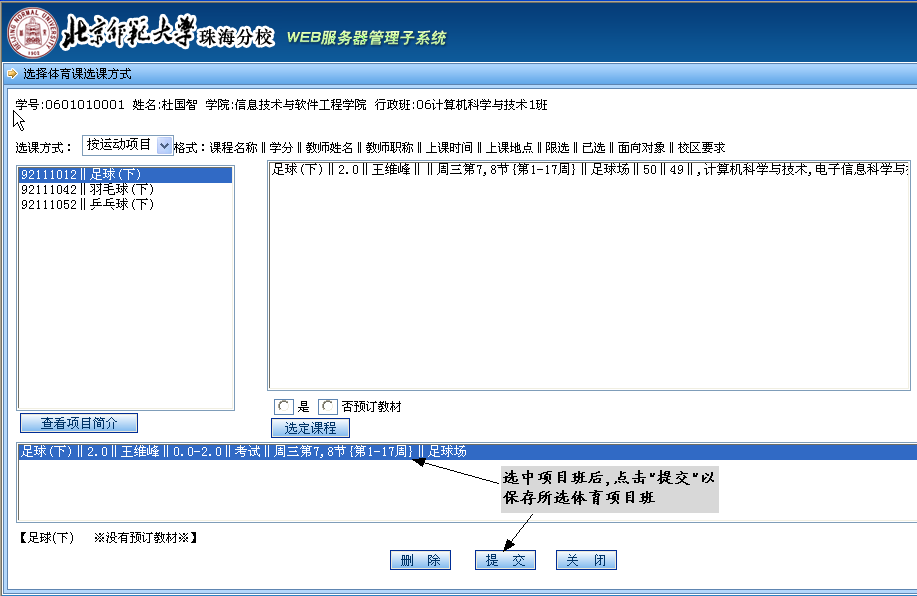 北京师范大学珠海分校 WEB服务器管理子系统
选择体育课选课方式
学号:0601010001 姓名:杜国智 学院:信息技术与软件工程学院 行政班:06计算机科学与技术1班
选课方式： 按运动项目 格式：课程名称‖学分‖教师姓名‖教师职称‖上课时间‖上课地点‖限选‖已选‖面向对象‖校区要求
92111012‖足球(下)
92111042‖羽毛球(下)
92111052‖乒乓球(下)
足球(下)‖2.0‖王维峰‖‖周三第7,8节{第1-17周}‖足球场‖50‖49‖,计算机科学与技术,电子信息科学与
是 否预订教材
查看项目简介
选定课程
足球(下)‖2.0‖王维峰‖0.0-2.0‖考试‖周三第7,8节{第1-17周}‖足球场
选中项目班后,点击"提交"以
保存所选体育项目班
【足球(下) ※没有预订教材※】
删 除 提 交 关 闭